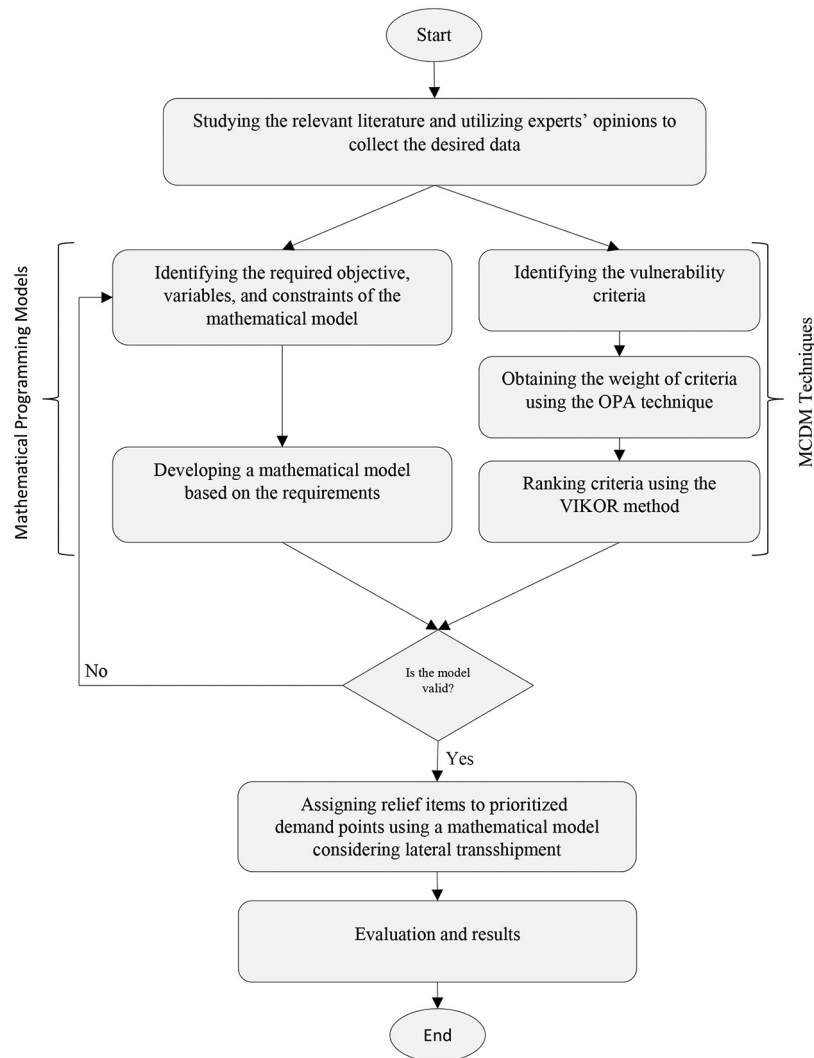 Start
Studying the relevant literature and utilizing experts’ opinions to
collect the desired data
Mathematical Programming Models
Identifying the required objective,
variables, and constraints of the
mathematical model
Developing a mathematical model
based on the requirements
Identifying the vulnerability
criteria
Obtaining the weight of criteria
using the OPA technique
Ranking criteria using the
VIKOR method
MCDM Techniques
Is the model
valid?
No
Yes
Assigning relief items to prioritized
demand points using a mathematical model
considering lateral transshipment
Evaluation and results
End